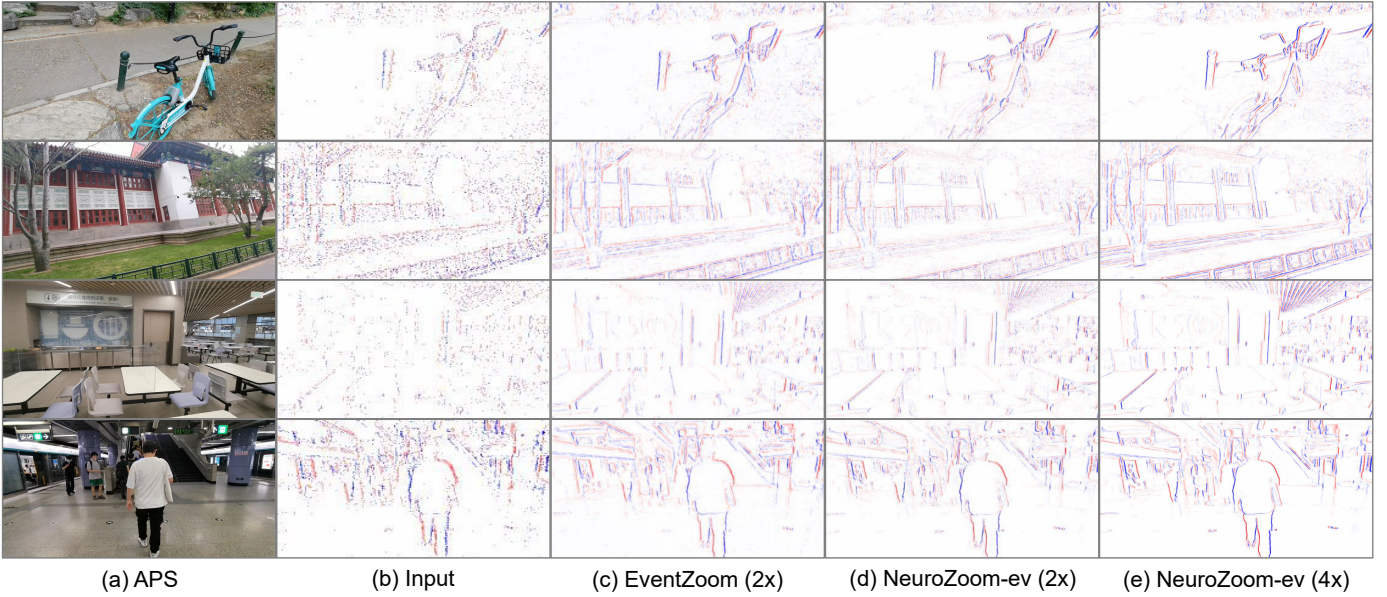 (a) APS
(b) Input
(c) EventZoom (2x)
(d) NeuroZoom-ev (2x)
(e) NeuroZoom-ev (4x)